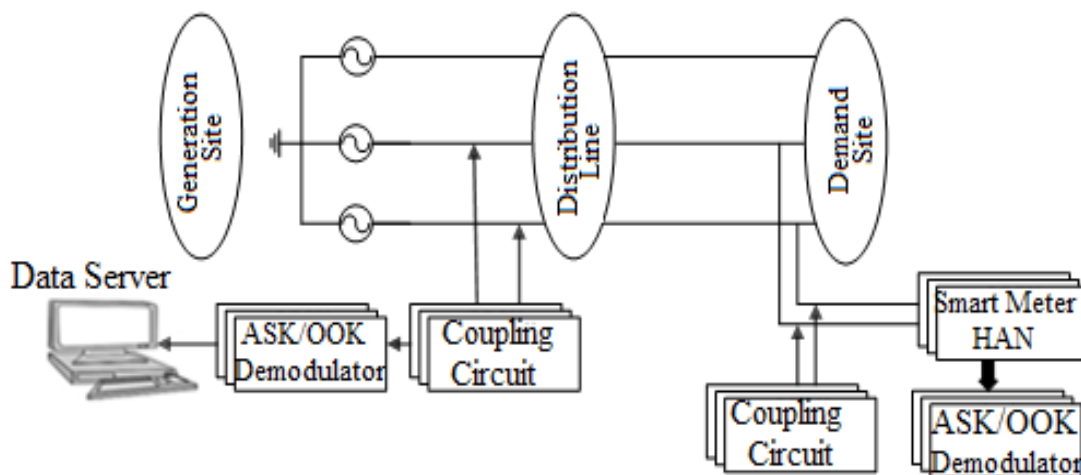 Generation
Site
Distribution
Line
Demand
Site
Data Server
ASK/OOK
Demodulator
Coupling
Circuit
Smart Meter
HAN
Coupling
Circuit
ASK/OOK
Demodulator